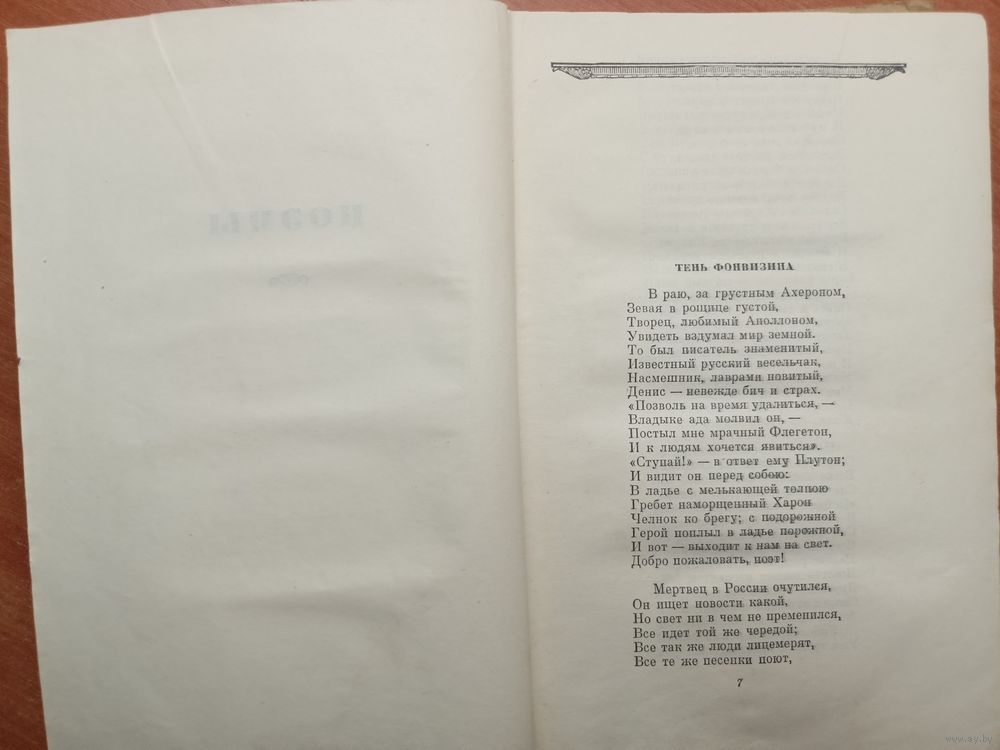 ПОЭМЫ
ТЕНЬ ФОНВИЗИНА
В раю, за грустным Ахероном,
Зевая в рощице густой,
Творец, любимый Аполлоном,
Увидеть вздумал мир земной.
То был писатель знаменитый,
Известный русский весельчак,
Насмешник, лаврами повитый,
Денис — невежде бич и страх.
«Позволь на время удалиться, —
Владыке ада молвил он, —
Постыл мне мрачный Флегетон,
И к людям хочется явиться».
«Ступай!» — в ответ ему Плутон;
И видит он перед собою:
В ладье с мелькающей толпою
Гребет наморщенный Харон
Челнок ко брегу; с подорожной
Герой поплыл в ладье порожной,
И вот — выходит к нам на свет.
Добро пожаловать, поэт!
Мертвец в России очутился,
Он ищет новости какой,
Но свет ни в чем не пременился,
Все идет той же чередой;
Все так же люди лицемерят,
Все те же песенки поют,
7
www.ay.by